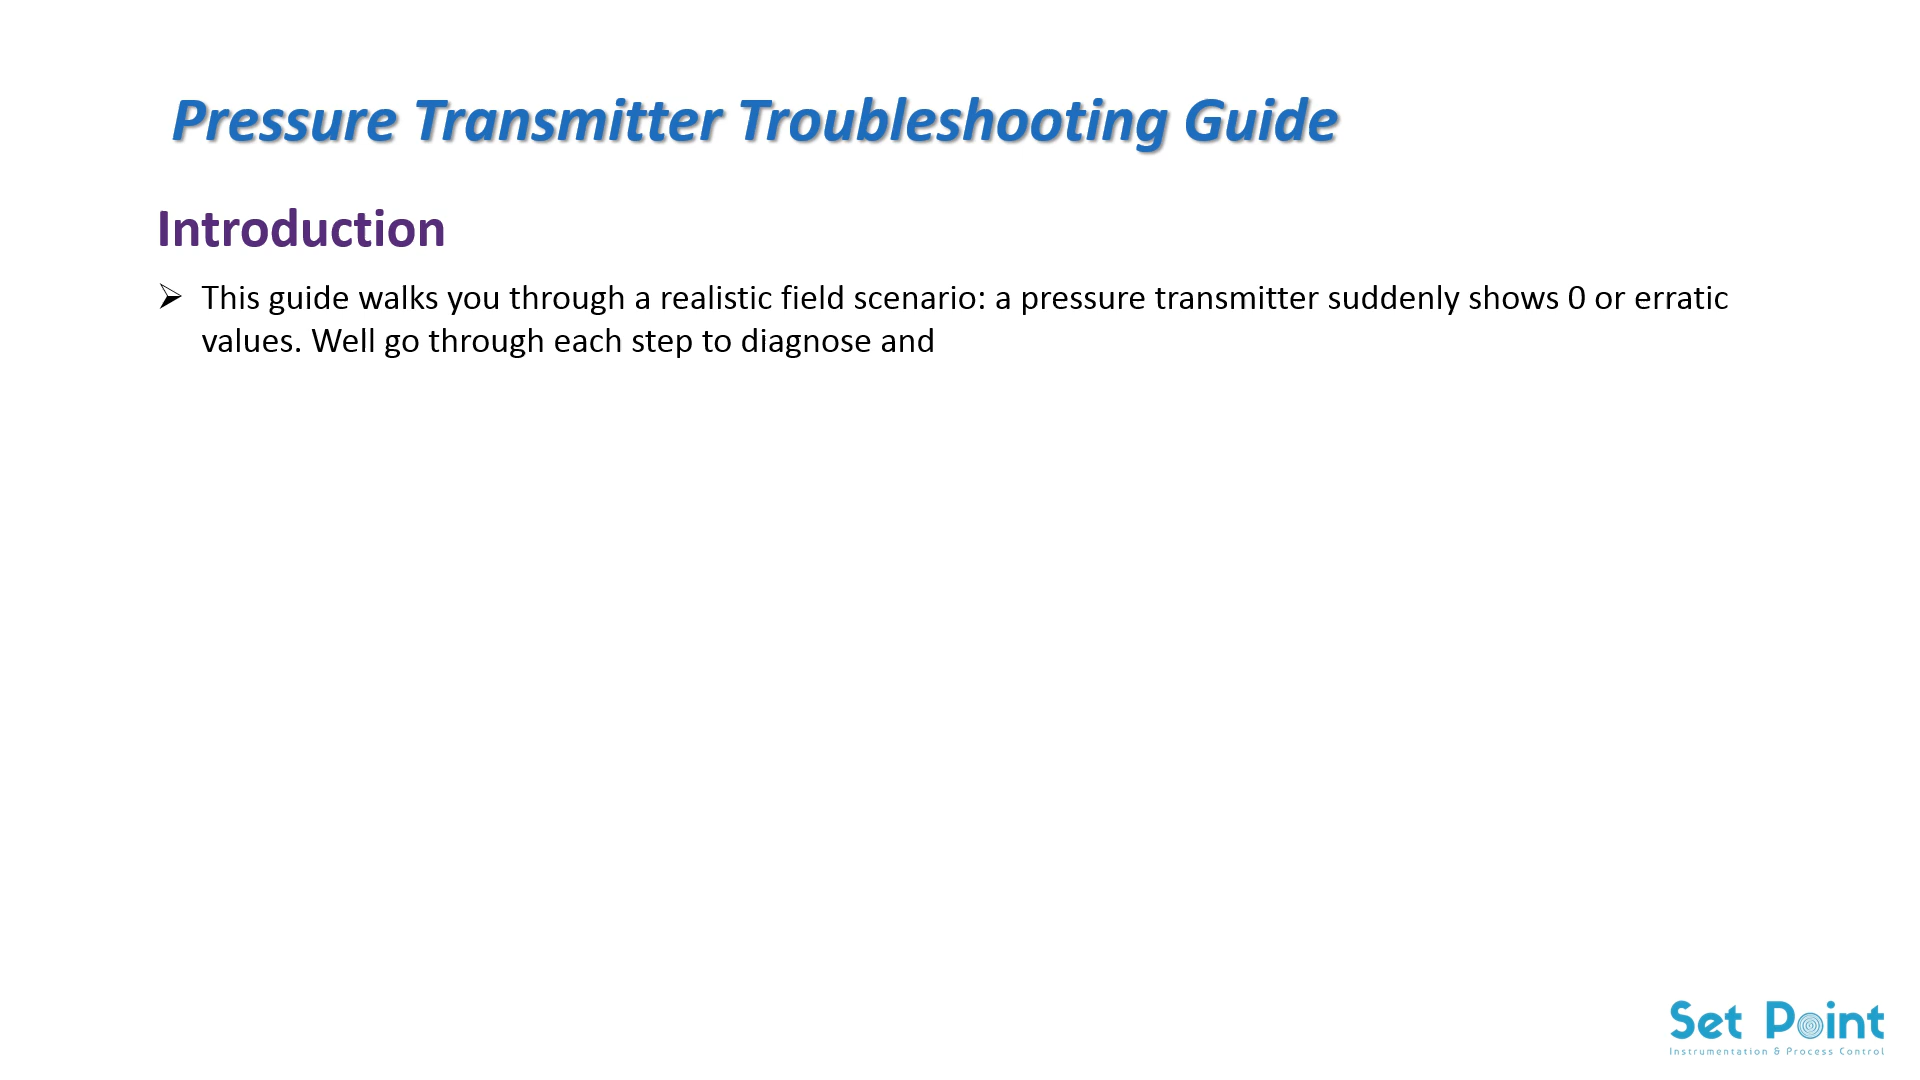 Pressure Transmitter Troubleshooting Guide
Introduction
➢ This guide walks you through a realistic field scenario: a pressure transmitter suddenly shows 0 or erratic
values. Well go through each step to diagnose and
Set Point
Instrumentation & Process Control